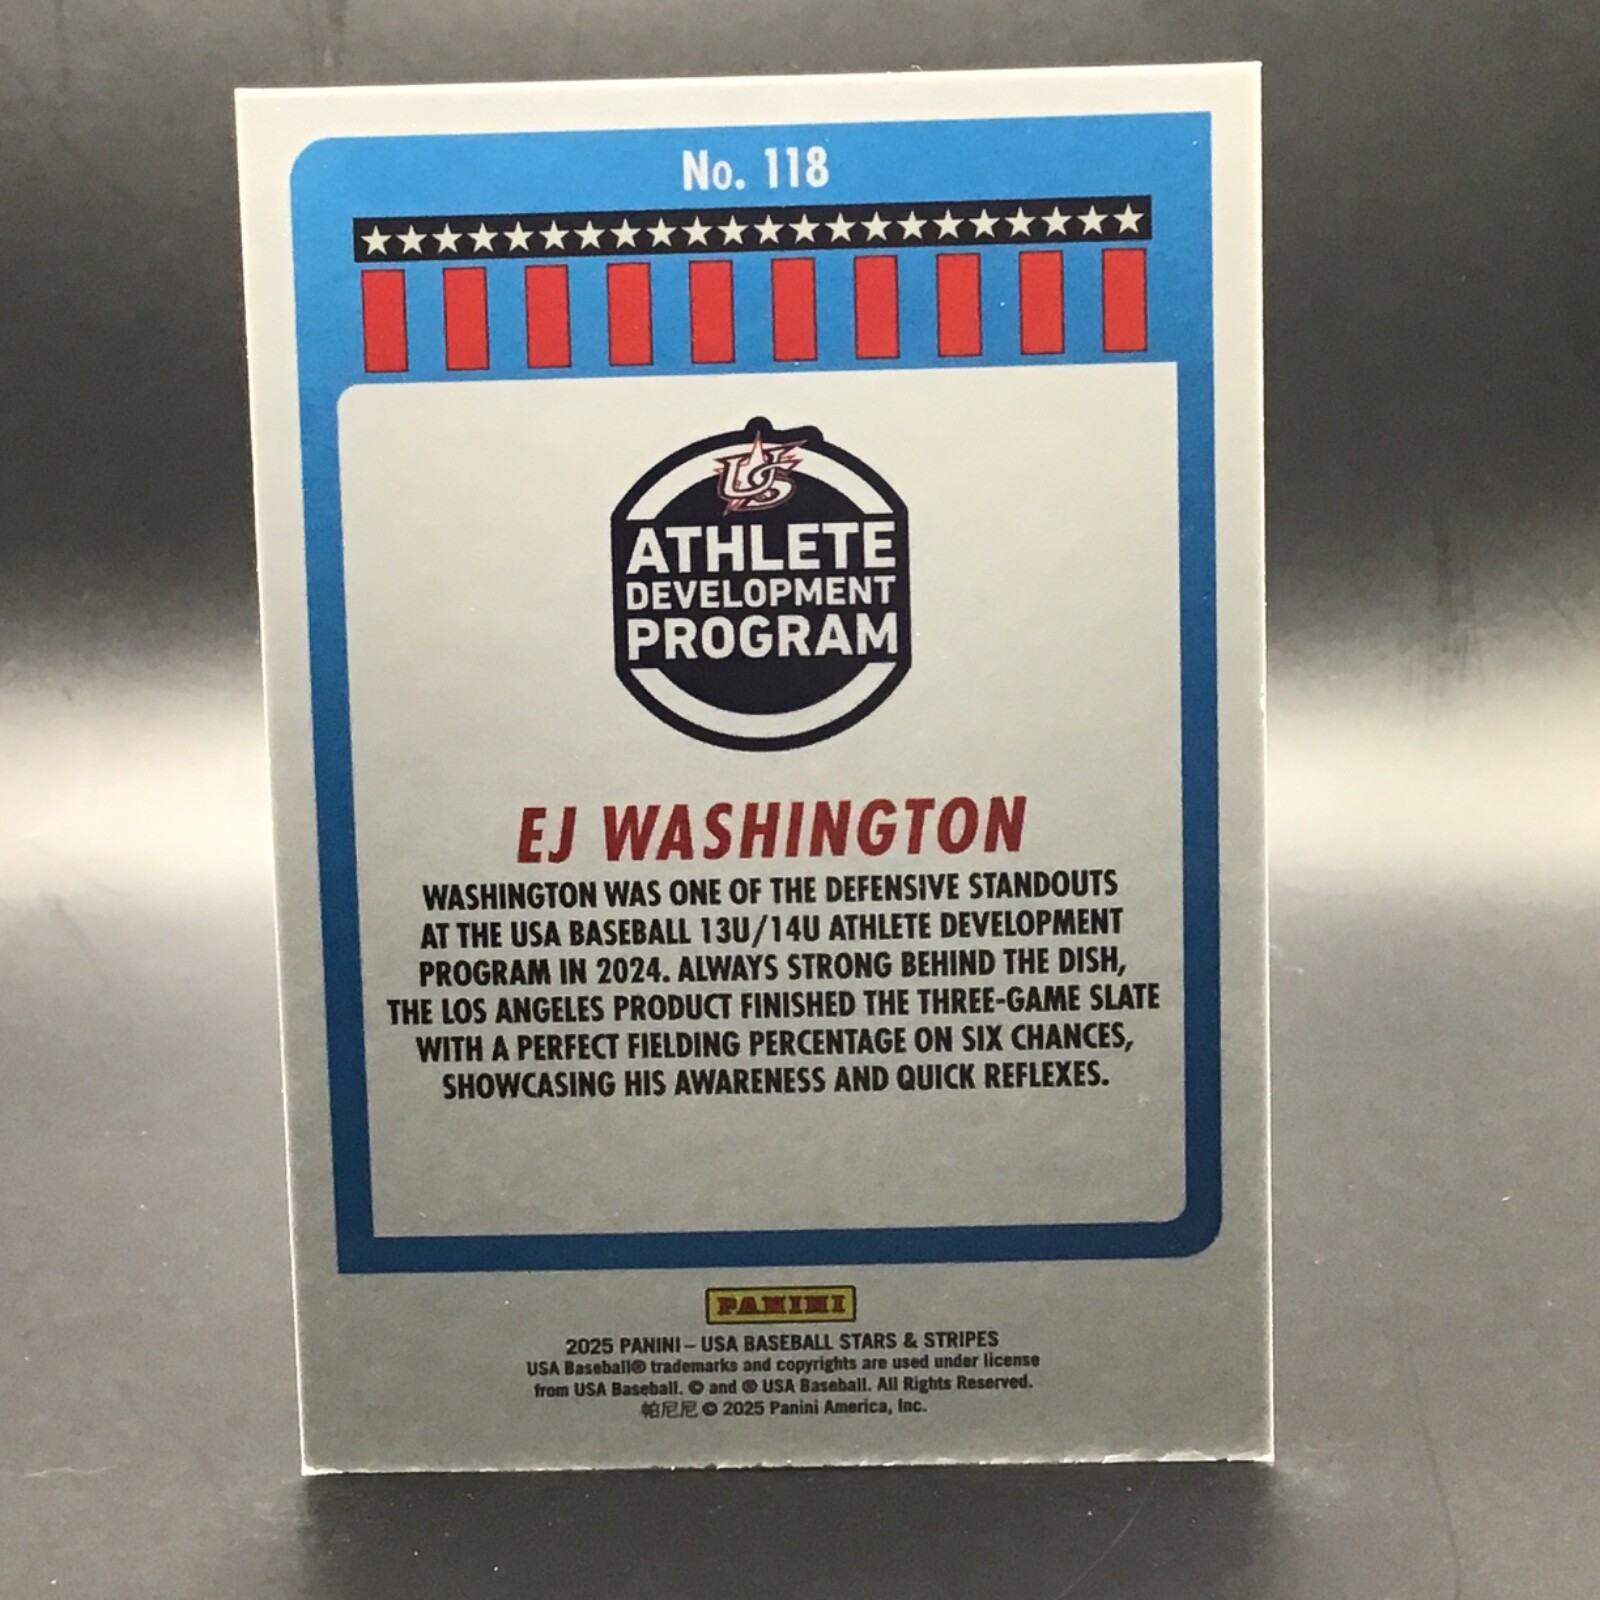 No. 118
US
ATHLETE
DEVELOPMENT
PROGRAM
EJ WASHINGTON
WASHINGTON WAS ONE OF THE DEFENSIVE STANDOUTS
AT THE USA BASEBALL 13U/14U ATHLETE DEVELOPMENT
PROGRAM IN 2024. ALWAYS STRONG BEHIND THE DISH,
THE LOS ANGELES PRODUCT FINISHED THE THREE-GAME SLATE
WITH A PERFECT FIELDING PERCENTAGE ON SIX CHANCES,
SHOWCASING HIS AWARENESS AND QUICK REFLEXES.
PANINI
2025 PANINI – USA BASEBALL STARS & STRIPES
USA Baseball® trademarks and copyrights are used under license
from USA Baseball. © and ® USA Baseball. All Rights Reserved.
帕尼尼 © 2025 Panini America, Inc.